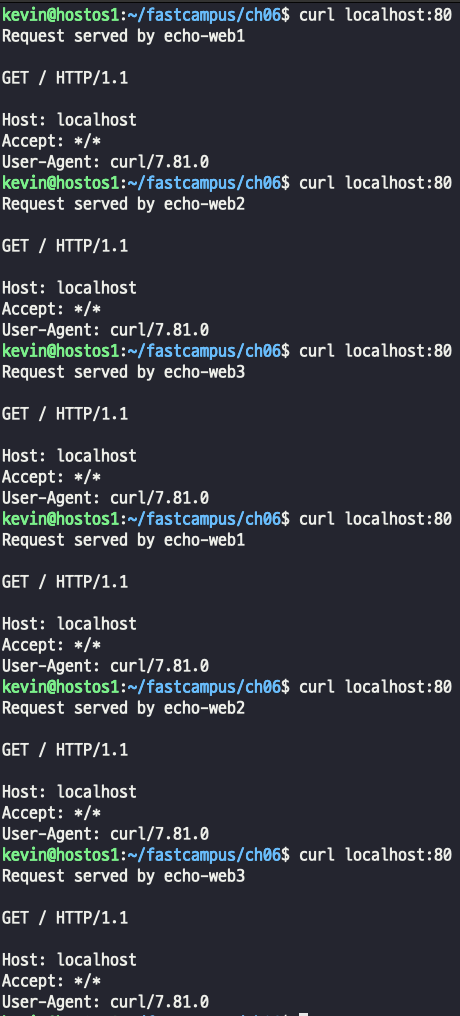 kevin@hostos1:~/fastcampus/ch06$ curl localhost:80
Request served by echo-web1

GET / HTTP/1.1

Host: localhost
Accept: */*
User-Agent: curl/7.81.0
kevin@hostos1:~/fastcampus/ch06$ curl localhost:80
Request served by echo-web2

GET / HTTP/1.1

Host: localhost
Accept: */*
User-Agent: curl/7.81.0
kevin@hostos1:~/fastcampus/ch06$ curl localhost:80
Request served by echo-web3

GET / HTTP/1.1

Host: localhost
Accept: */*
User-Agent: curl/7.81.0
kevin@hostos1:~/fastcampus/ch06$ curl localhost:80
Request served by echo-web1

GET / HTTP/1.1

Host: localhost
Accept: */*
User-Agent: curl/7.81.0
kevin@hostos1:~/fastcampus/ch06$ curl localhost:80
Request served by echo-web2

GET / HTTP/1.1

Host: localhost
Accept: */*
User-Agent: curl/7.81.0
kevin@hostos1:~/fastcampus/ch06$ curl localhost:80
Request served by echo-web3

GET / HTTP/1.1

Host: localhost
Accept: */*
User-Agent: curl/7.81.0